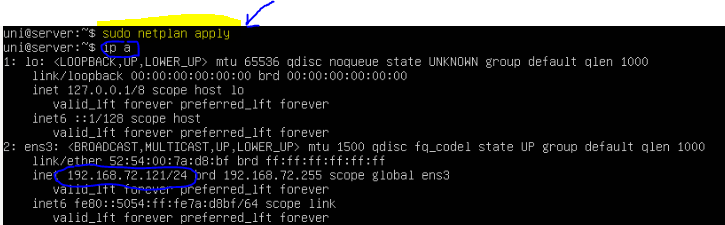 uni@server:~$ sudo netplan apply
uni@server:~$ ip a
1: lo: <LOOPBACK,UP,LOWER_UP> mtu 65536 qdisc noqueue state UNKNOWN group default qlen 1000
link/loopback 00:00:00:00:00:00 brd 00:00:00:00:00:00
inet 127.0.0.1/8 scope host lo
valid_lft forever preferred_lft forever
inet6 ::1/128 scope host
valid_lft forever preferred_lft forever
2: ens3: <BROADCAST,MULTICAST,UP,LOWER_UP> mtu 1500 qdisc fq_codel state UP group default qlen 1000
link/ether 52:54:00:7a:d8:bf brd ff:ff:ff:ff:ff:ff
inet 192.168.72.121/24 brd 192.168.72.255 scope global ens3
valid_lft forever preferred_lft forever
inet6 fe80::5054:ff:fe7a:d8bf/64 scope link
valid_lft forever preferred_lft forever